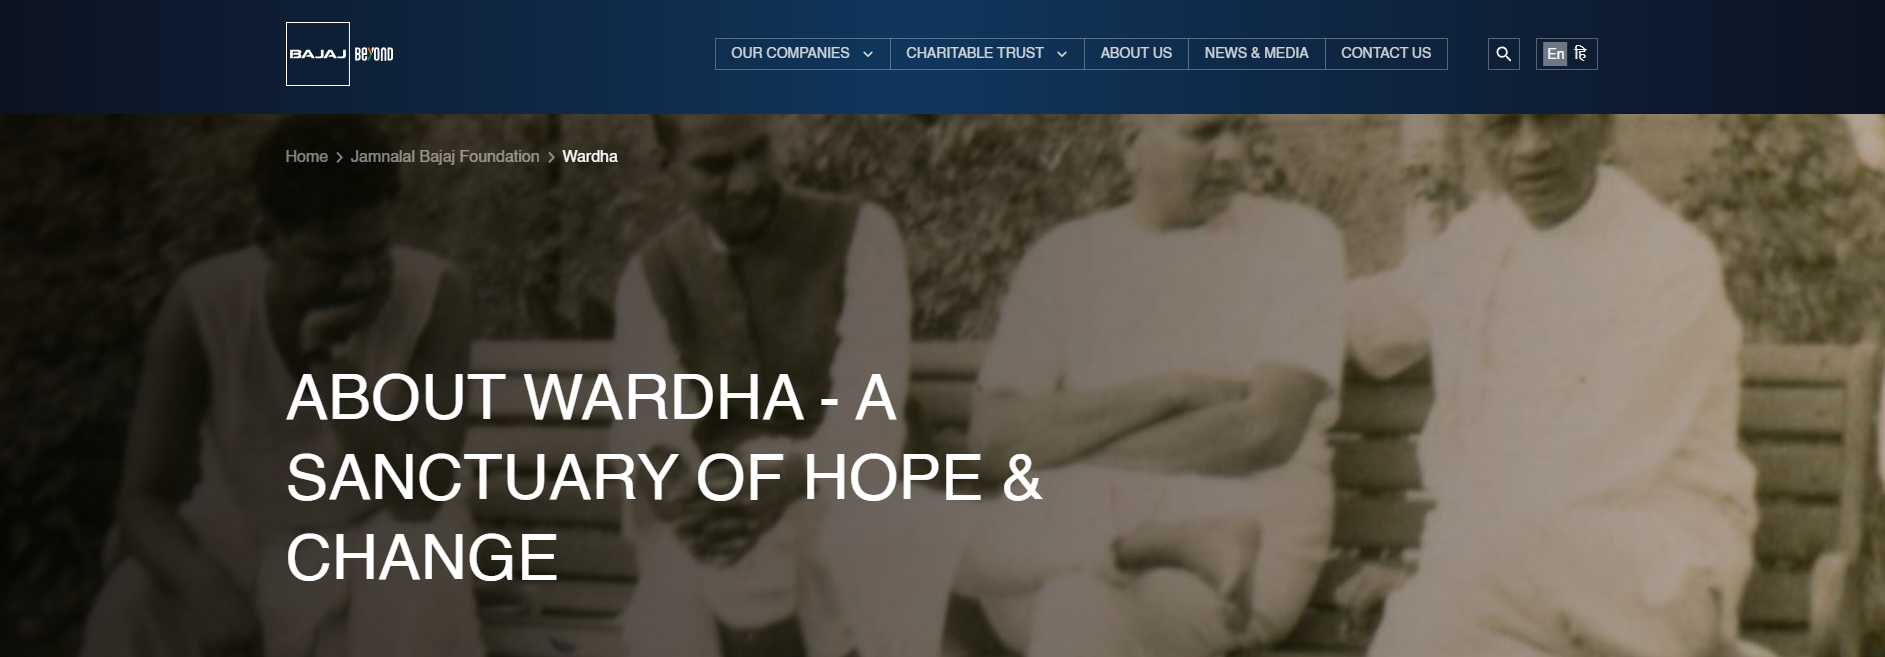 BAJAJ Beyond
OUR COMPANIES CHARITABLE TRUST ABOUT US NEWS & MEDIA CONTACT US
En हि
Home > Jamnalal Bajaj Foundation > Wardha
ABOUT WARDHA - A
SANCTUARY OF HOPE &
CHANGE